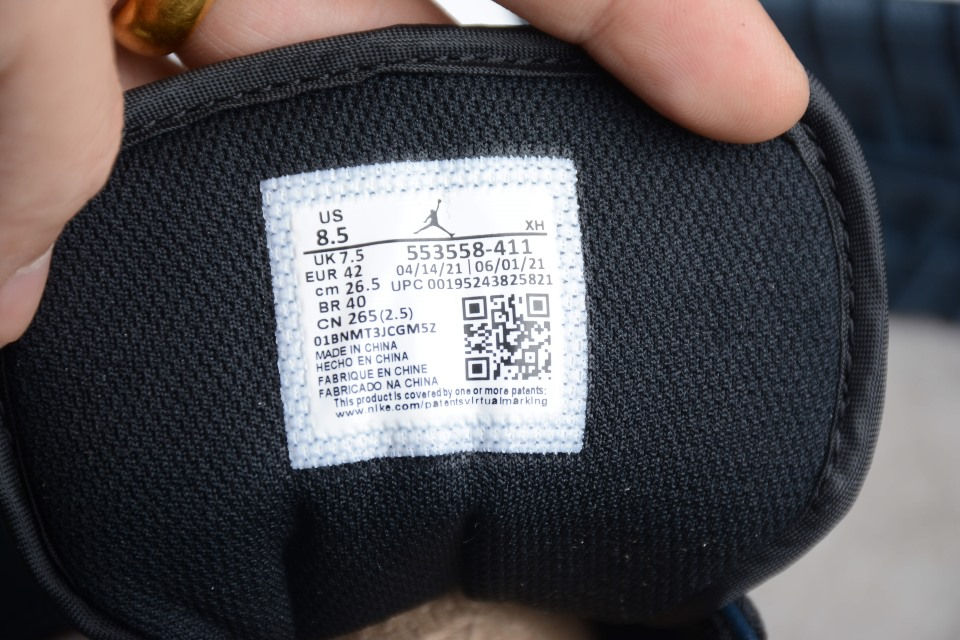 US
8.5
XH
UK 7.5
553558-411
EUR 42
04/14/21 | 06/01/21
cm 26.5
UPC 00195243825821
BR 40
CN 265(2.5)
01BNMT3JCGM5Z
MADE IN CHINA
HECHO EN CHINA
FABRIQUE EN CHINE
FABRICADO NA CHINA
This product is covered by one or more patents:
www.nike.com/patentsvirtualmarking